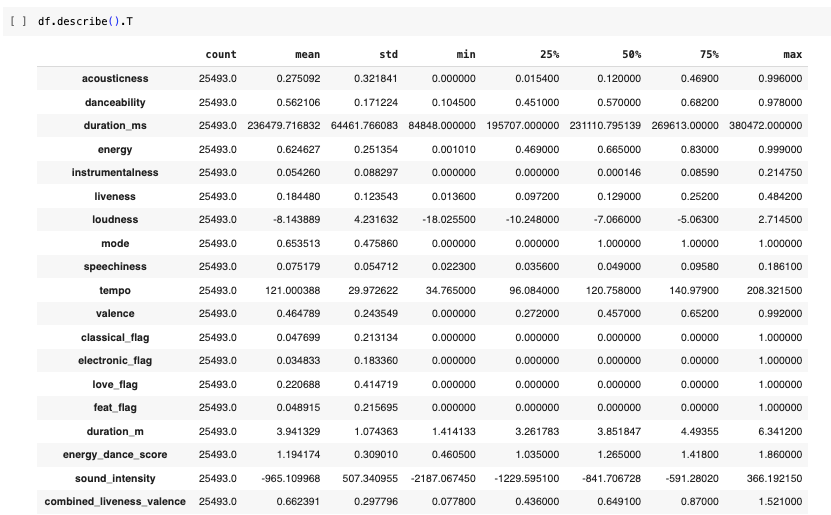 [ ] df.describe().T
count mean std min 25% 50% 75% max
acousticness 25493.0 0.275092 0.321841 0.000000 0.015400 0.120000 0.46900 0.996000
danceability 25493.0 0.562106 0.171224 0.104500 0.451000 0.570000 0.68200 0.978000
duration_ms 25493.0 236479.716832 64461.766083 84848.000000 195707.000000 231110.795139 269613.00000 380472.000000
energy 25493.0 0.624627 0.251354 0.001010 0.469000 0.665000 0.83000 0.999000
instrumentalness 25493.0 0.054260 0.088297 0.000000 0.000000 0.000146 0.08590 0.214750
liveness 25493.0 0.184480 0.123543 0.013600 0.097200 0.129000 0.25200 0.484200
loudness 25493.0 -8.143889 4.231632 -18.025500 -10.248000 -7.066000 -5.06300 2.714500
mode 25493.0 0.653513 0.475860 0.000000 0.000000 1.000000 1.00000 1.000000
speechiness 25493.0 0.075179 0.054712 0.022300 0.035600 0.049000 0.09580 0.186100
tempo 25493.0 121.000388 29.972622 34.765000 96.084000 120.758000 140.97900 208.321500
valence 25493.0 0.464789 0.243549 0.000000 0.272000 0.457000 0.65200 0.992000
classical_flag 25493.0 0.047699 0.213134 0.000000 0.000000 0.000000 0.00000 1.000000
electronic_flag 25493.0 0.034833 0.183360 0.000000 0.000000 0.000000 0.00000 1.000000
love_flag 25493.0 0.220688 0.414719 0.000000 0.000000 0.000000 0.00000 1.000000
feat_flag 25493.0 0.048915 0.215695 0.000000 0.000000 0.000000 0.00000 1.000000
duration_m 25493.0 3.941329 1.074363 1.414133 3.261783 3.851847 4.49355 6.341200
energy_dance_score 25493.0 1.194174 0.309010 0.460500 1.035000 1.265000 1.41800 1.860000
sound_intensity 25493.0 -965.109968 507.340955 -2187.067450 -1229.595100 -841.706728 -591.28020 366.192150
combined_liveness_valence 25493.0 0.662391 0.297796 0.077800 0.436000 0.649100 0.87000 1.521000